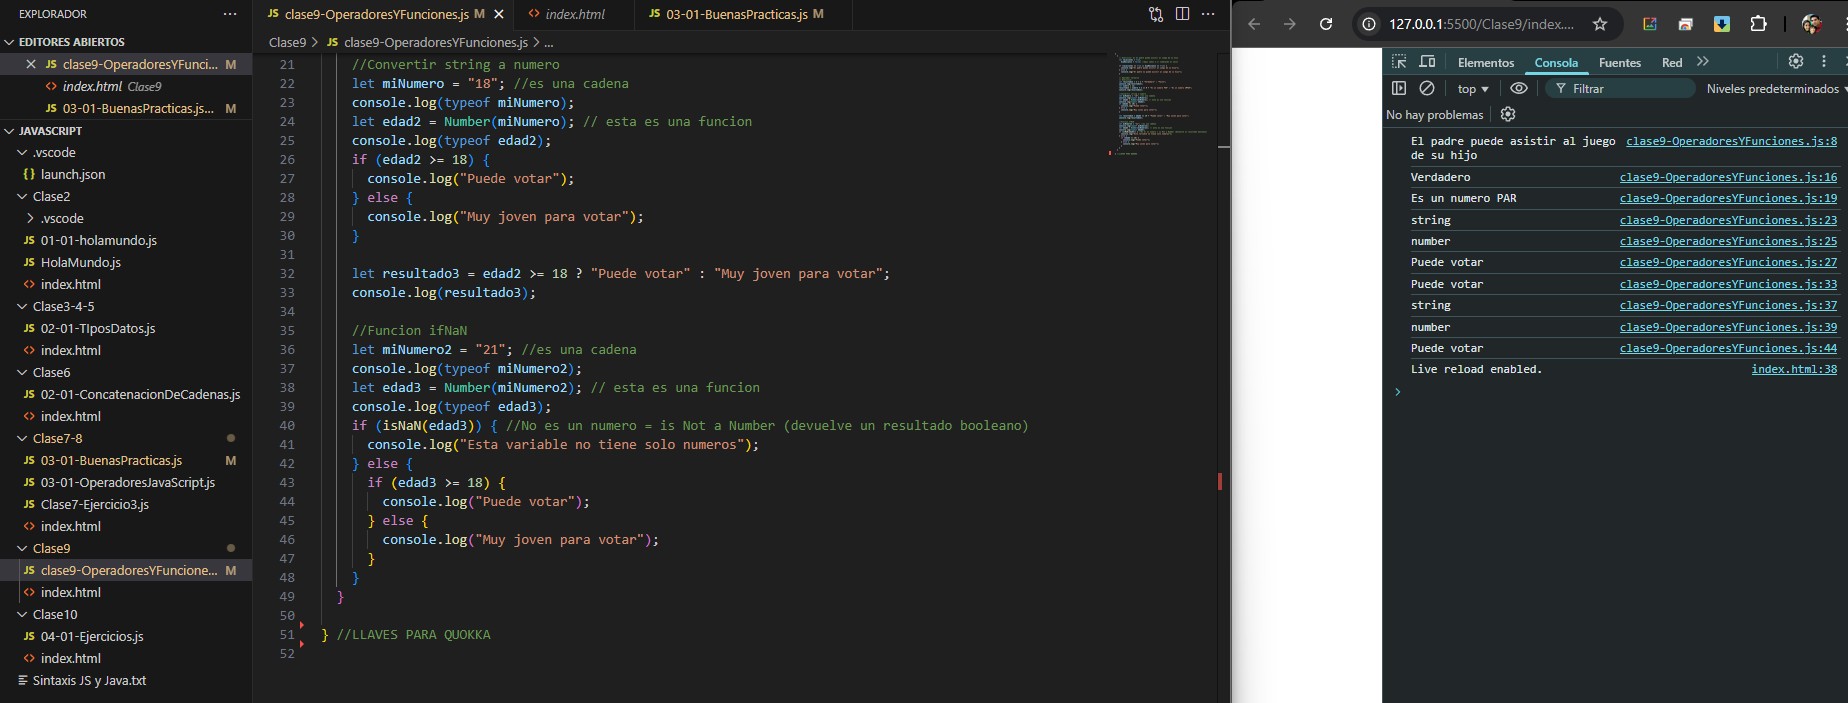 EXPLORADOR
EDITORES ABIERTOS
JS clase9-OperadoresYFunci... M
index.html Clase9
JS 03-01-BuenasPracticas.js... M
JAVASCRIPT
.vscode
{} launch.json
Clase2
.vscode
JS 01-01-holamundo.js
JS HolaMundo.js
<> index.html
Clase3-4-5
JS 02-01-TIposDatos.js
<> index.html
Clase6
JS 02-01-ConcatenacionDeCadenas.js
<> index.html
Clase7-8
JS 03-01-BuenasPracticas.js M
JS 03-01-OperadoresJavaScript.js
JS Clase7-Ejercicio3.js
<> index.html
Clase9
JS clase9-OperadoresYFuncione... M
<> index.html
Clase10
JS 04-01-Ejercicios.js
<> index.html
Sintaxis JS y Java.txt
JS clase9-OperadoresYFunciones.js M
<> index.html
JS 03-01-BuenasPracticas.js M
Clase9 > JS clase9-OperadoresYFunciones.js > ...
21 //Convertir string a numero
22 let miNumero = "18"; //es una cadena
23 console.log(typeof miNumero);
24 let edad2 = Number(miNumero); // esta es una funcion
25 console.log(typeof edad2);
26 if (edad2 >= 18) {
27 console.log("Puede votar");
28 } else {
29 console.log("Muy joven para votar");
30 }
31
32 let resultado3 = edad2 >= 18 ? "Puede votar" : "Muy joven para votar";
33 console.log(resultado3);
34
35 //Funcion ifNaN
36 let miNumero2 = "21"; //es una cadena
37 console.log(typeof miNumero2);
38 let edad3 = Number(miNumero2); // esta es una funcion
39 console.log(typeof edad3);
40 if (isNaN(edad3)) { //No es un numero = is Not a Number (devuelve un resultado booleano)
41 console.log("Esta variable no tiene solo numeros");
42 } else {
43 if (edad3 >= 18) {
44 console.log("Puede votar");
45 } else {
46 console.log("Muy joven para votar");
47 }
48 }
49 }
50
51 } //LLAVES PARA QUOKKA
52
127.0.0.1:5500/Clase9/index....
Elementos Consola Fuentes Red
top Filtrar Niveles predeterminados
No hay problemas
El padre puede asistir al juego clase9-OperadoresYFunciones.js:8
de su hijo
Verdadero clase9-OperadoresYFunciones.js:16
Es un numero PAR clase9-OperadoresYFunciones.js:19
string clase9-OperadoresYFunciones.js:23
number clase9-OperadoresYFunciones.js:25
Puede votar clase9-OperadoresYFunciones.js:27
Puede votar clase9-OperadoresYFunciones.js:33
string clase9-OperadoresYFunciones.js:37
number clase9-OperadoresYFunciones.js:39
Puede votar clase9-OperadoresYFunciones.js:44
Live reload enabled. index.html:38